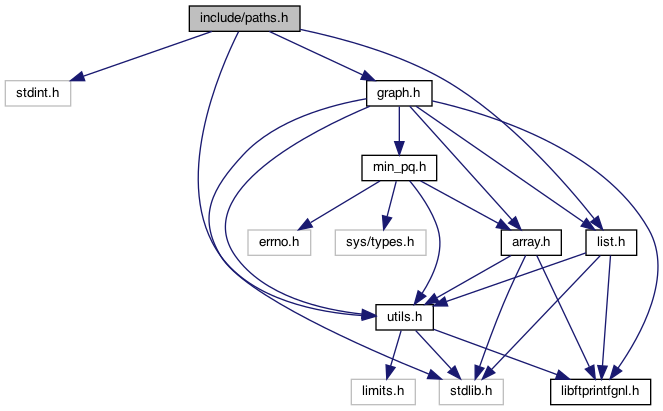 include/paths.h
stdint.h
graph.h
min_pq.h
errno.h
sys/types.h
array.h
list.h
utils.h
limits.h
stdlib.h
libftprintfgnl.h